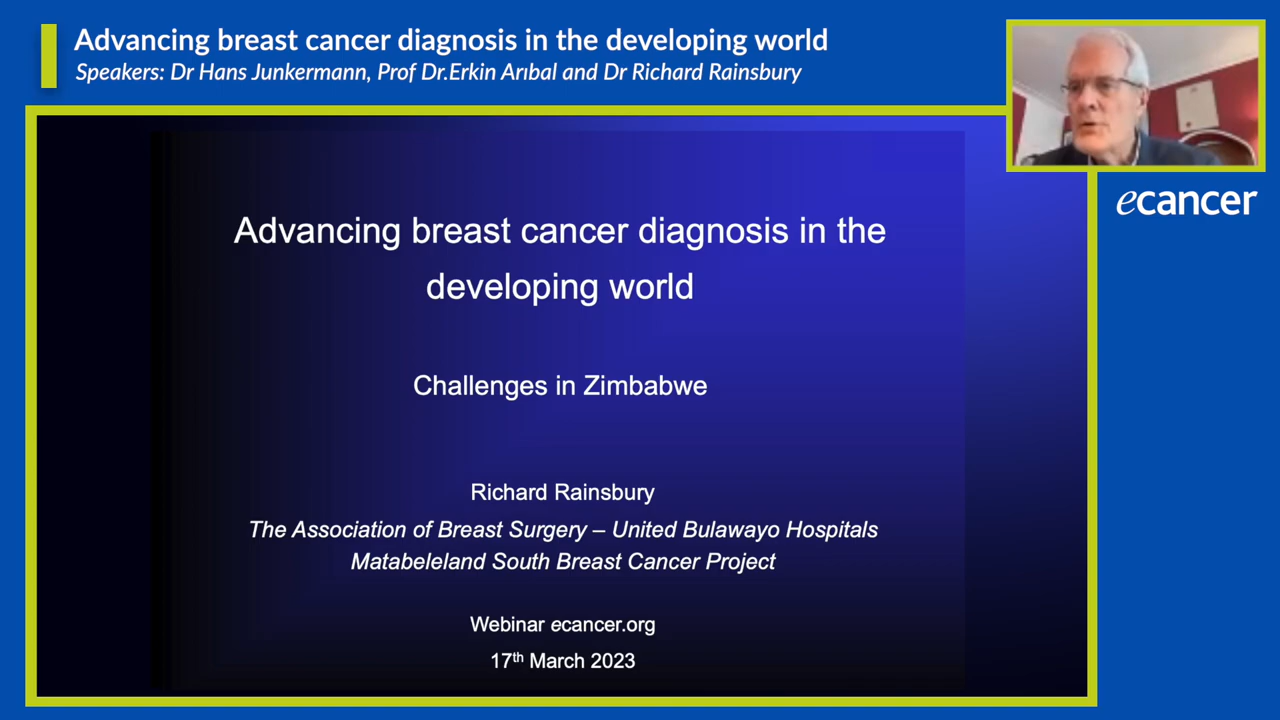 Advancing breast cancer diagnosis in the developing world
Speakers: Dr Hans Junkermann, Prof Dr.Erkin Arıbal and Dr Richard Rainsbury
ecancer
Advancing breast cancer diagnosis in the
developing world
Challenges in Zimbabwe
Richard Rainsbury
The Association of Breast Surgery – United Bulawayo Hospitals
Matabeleland South Breast Cancer Project
Webinar ecancer.org
17th March 2023